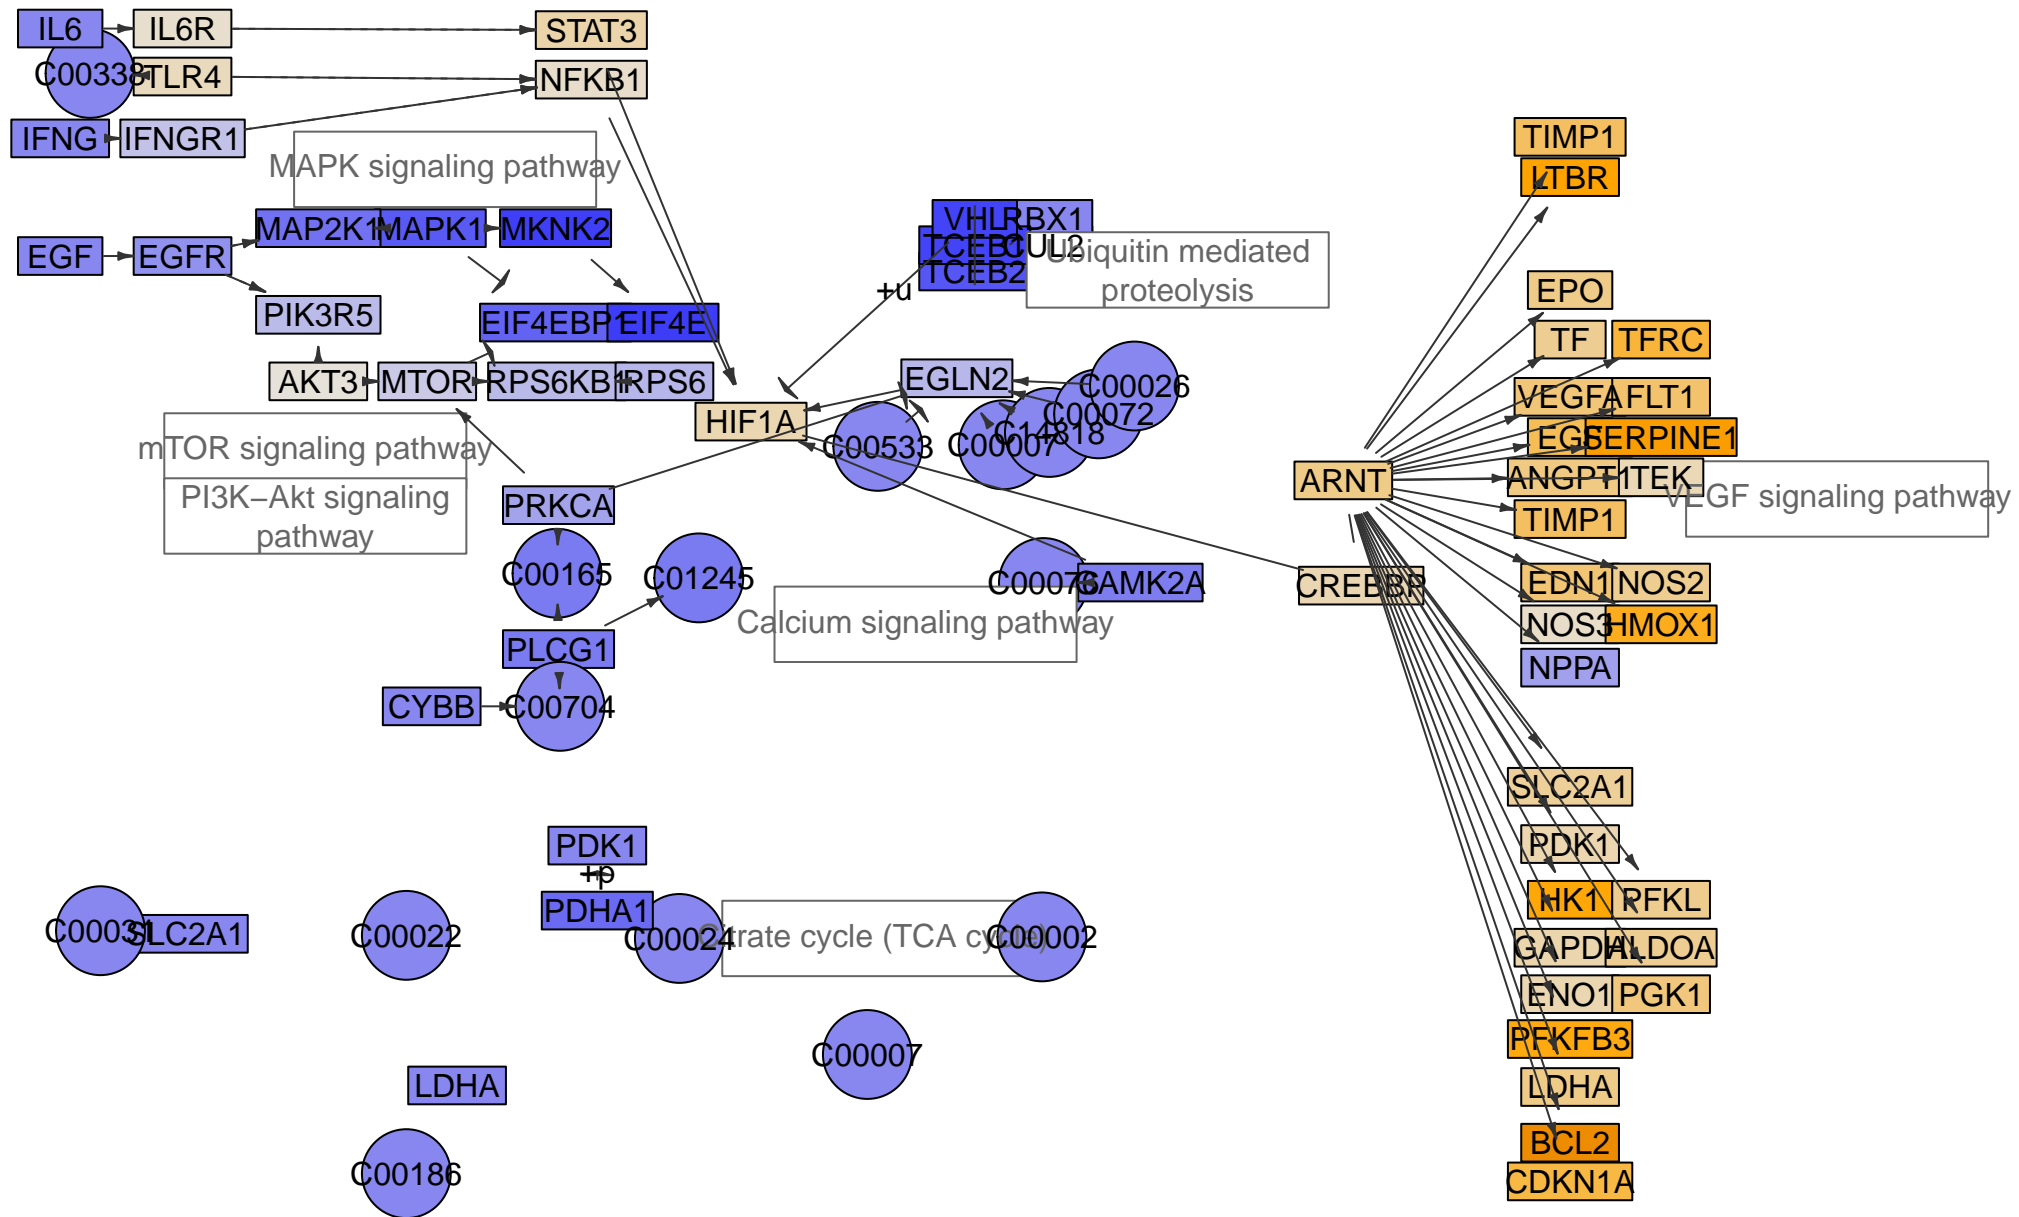 IL6
IL6R
STAT3
C00338
TLR4
NFKB1
IFNG
IFNGR1
MAPK signaling pathway
TIMP1
LTBR
MAP2K1
MAPK1
MKNK2
VHL
RBX1
TCEB1
CUL2
TCEB2
Ubiquitin mediated
proteolysis
+u
EGF
EGFR
PIK3R5
EIF4EBP1
EIF4E
EPO
TF
TFRC
AKT3
MTOR
RPS6KB1
RPS6
EGLN2
C00026
C00072
C14818
C00007
C00533
HIF1A
VEGFA
FLT1
EGF
SERPINE1
mTOR signaling pathway
PI3K–Akt signaling
pathway
PRKCA
ARNT
ANGPT1
TEK
VEGF signaling pathway
TIMP1
C00165
C01245
C00076
CAMK2A
CREBBP
EDN1
NOS2
Calcium signaling pathway
NOS3
HMOX1
PLCG1
NPPA
CYBB
C00704
SLC2A1
PDK1
+p
PDK1
PDHA1
HK1
PFKL
C00031
SLC2A1
C00022
C00024
Citrate cycle (TCA cycle)
C00002
GAPDH
ALDOA
ENO1
PGK1
C00007
PFKFB3
LDHA
LDHA
BCL2
C00186
CDKN1A